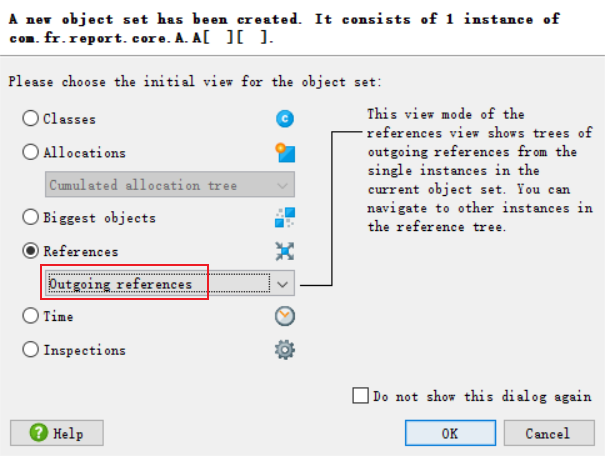 A new object set has been created. It consists of 1 instance of
com.fr.report.core.A.A[ ][ ].
Please choose the initial view for the object set:
Classes
Allocations
Cumulated allocation tree
Biggest objects
References
Outgoing references
Time
Inspections
This view mode of the
references view shows trees of
outgoing references from the
single instances in the
current object set. You can
navigate to other instances in
the reference tree.
Do not show this dialog again
Help
OK
Cancel